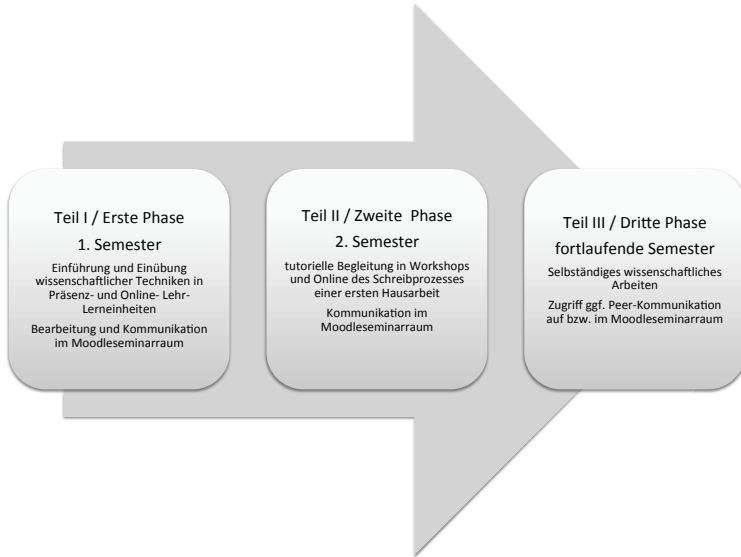 Teil I / Erste Phase
1. Semester
Einführung und Einübung
wissenschaftlicher Techniken in
Präsenz- und Online- Lehr-
Lerneinheiten
Bearbeitung und Kommunikation
im Moodleseminarraum
Teil II / Zweite Phase
2. Semester
tutorielle Begleitung in Workshops
und Online des Schreibprozesses
einer ersten Hausarbeit
Kommunikation im
Moodleseminarraum
Teil III / Dritte Phase
fortlaufende Semester
Selbständiges wissenschaftliches
Arbeiten
Zugriff ggf. Peer-Kommunikation
auf bzw. im Moodleseminarraum